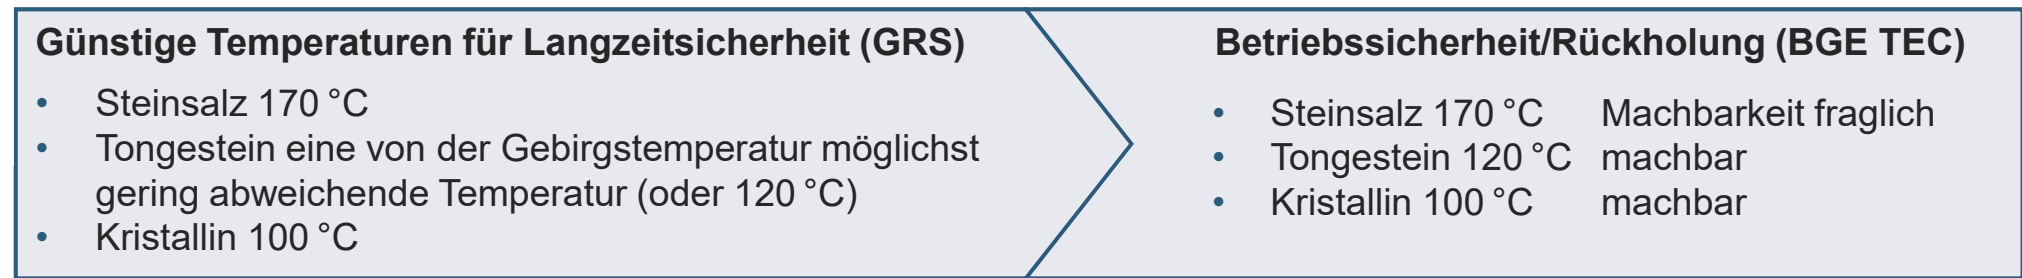 Günstige Temperaturen für Langzeitsicherheit (GRS)
• Steinsalz 170 °C
• Tongestein eine von der Gebirgstemperatur möglichst
gering abweichende Temperatur (oder 120 °C)
• Kristallin 100 °C
Betriebssicherheit/Rückholung (BGE TEC)
• Steinsalz 170 °C Machbarkeit fraglich
• Tongestein 120 °C machbar
• Kristallin 100 °C machbar